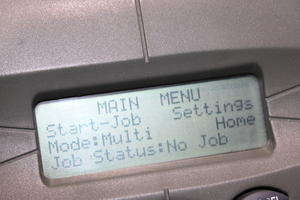 MAIN MENU
Start-Job Settings
Mode:Multi Home
Job Status:No Job